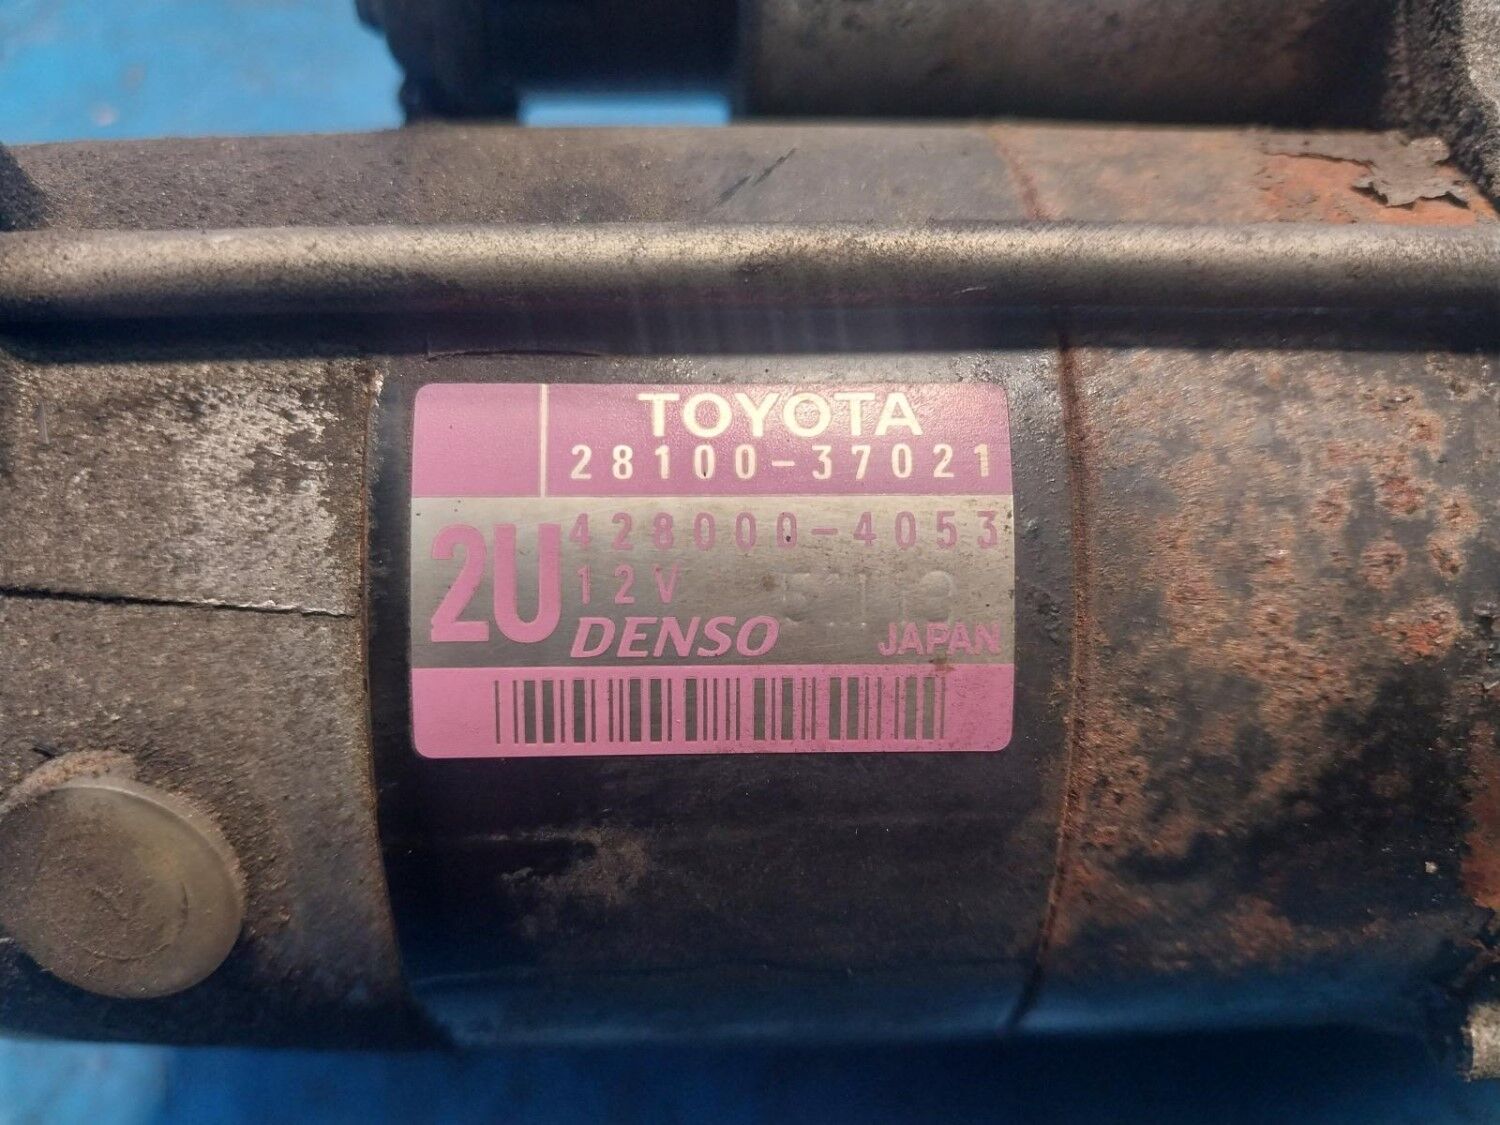 TOYOTA
28100-37021
2U
428000-4053
12V
DENSO
JAPAN